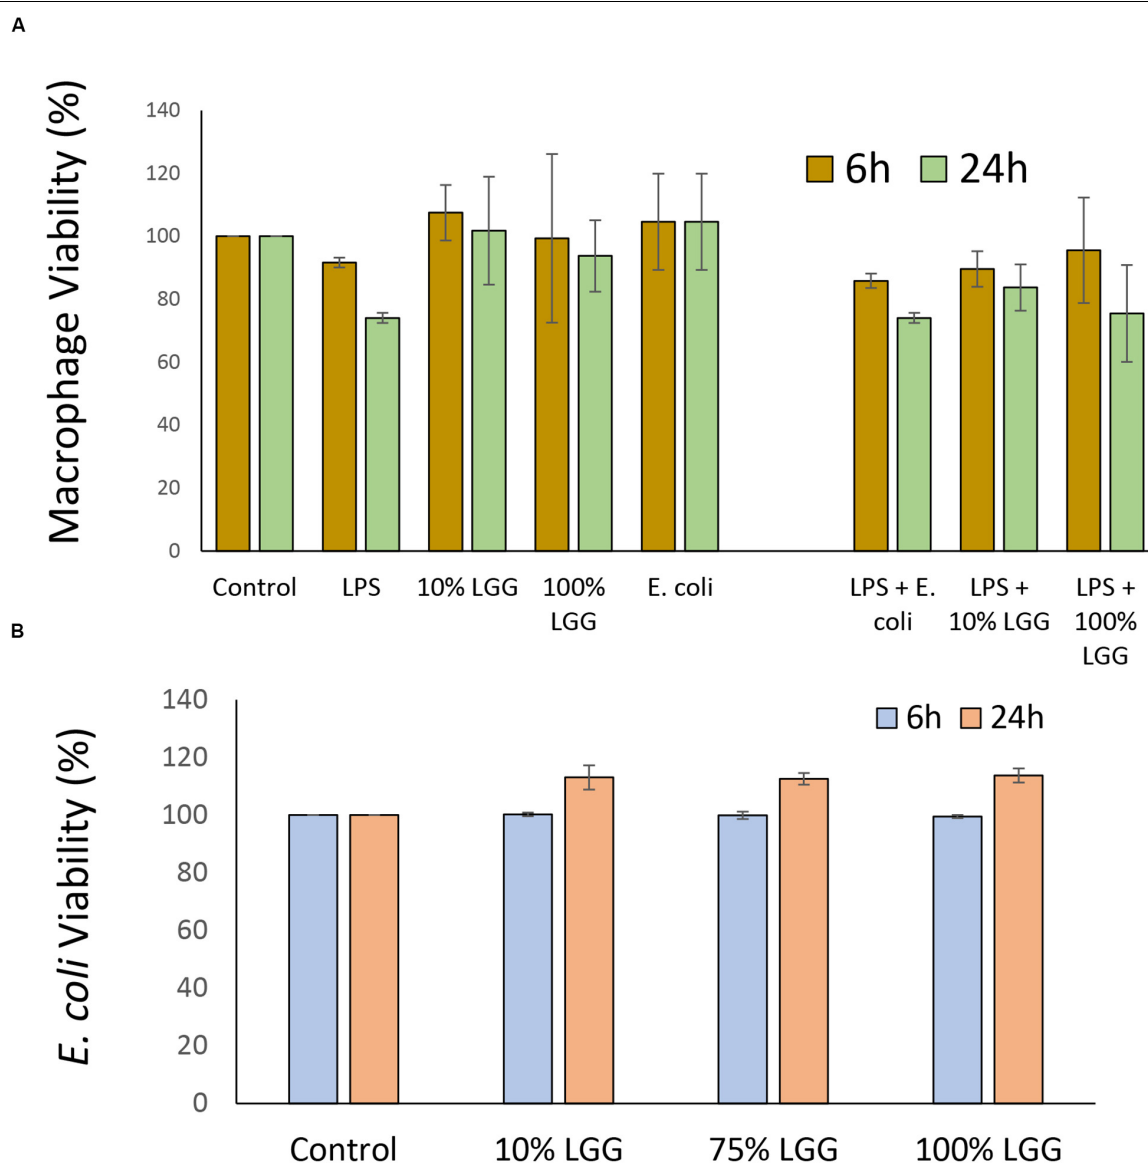 A
Macrophage Viability (%)
140
120
100
80
60
40
20
0
6h 24h
Control LPS 10% LGG 100% E. coli LPS + E. LPS + LPS +
LGG coli 10% LGG 100%
LGG
B
E. coli Viability (%)
140
120
100
80
60
40
20
0
6h 24h
Control 10% LGG 75% LGG 100% LGG